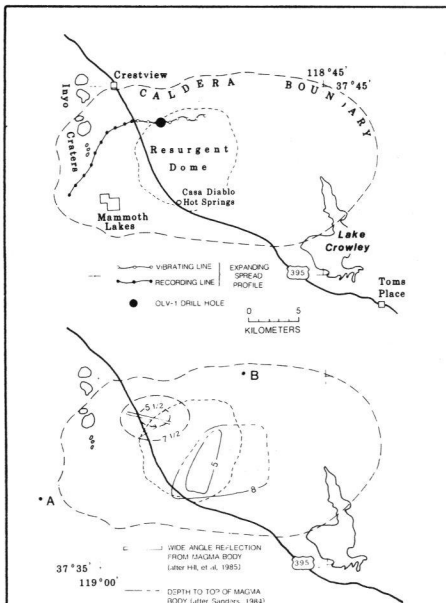 118°45'
37°45'
Crestview
CALDERA BOUNDARY
Inyo
Craters
Resurgent
Dome
Casa Diablo
Hot Springs
Mammoth
Lakes
Lake
Crowley
VIBRATING LINE
RECORDING LINE
EXPANDING
SPREAD
PROFILE
395
Toms
Place
OLV-1 DRILL HOLE
0 5
KILOMETERS
B
5 1/2
7 1/2
5
8
A
WIDE ANGLE REFLECTION
FROM MAGMA BODY
(after Hill, et al, 1985)
395
37°35'
119°00'
DEPTH TO TOP OF MAGMA
BODY (after Sanders, 1984)